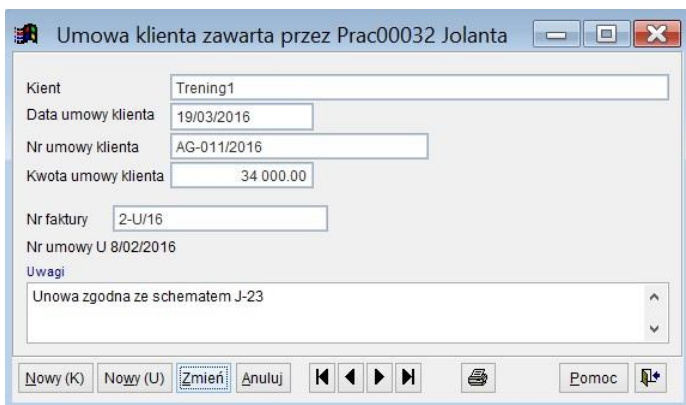 Umowa klienta zawarta przez Prac00032 Jolanta
Kient Trening1
Data umowy klienta 19/03/2016
Nr umowy klienta AG-011/2016
Kwota umowy klienta 34 000.00
Nr faktury 2-U/16
Nr umowy U 8/02/2016
Uwagi
Unowa zgodna ze schematem J-23
Nowy (K) Nowy (U) Zmień Anuluj Pomoc